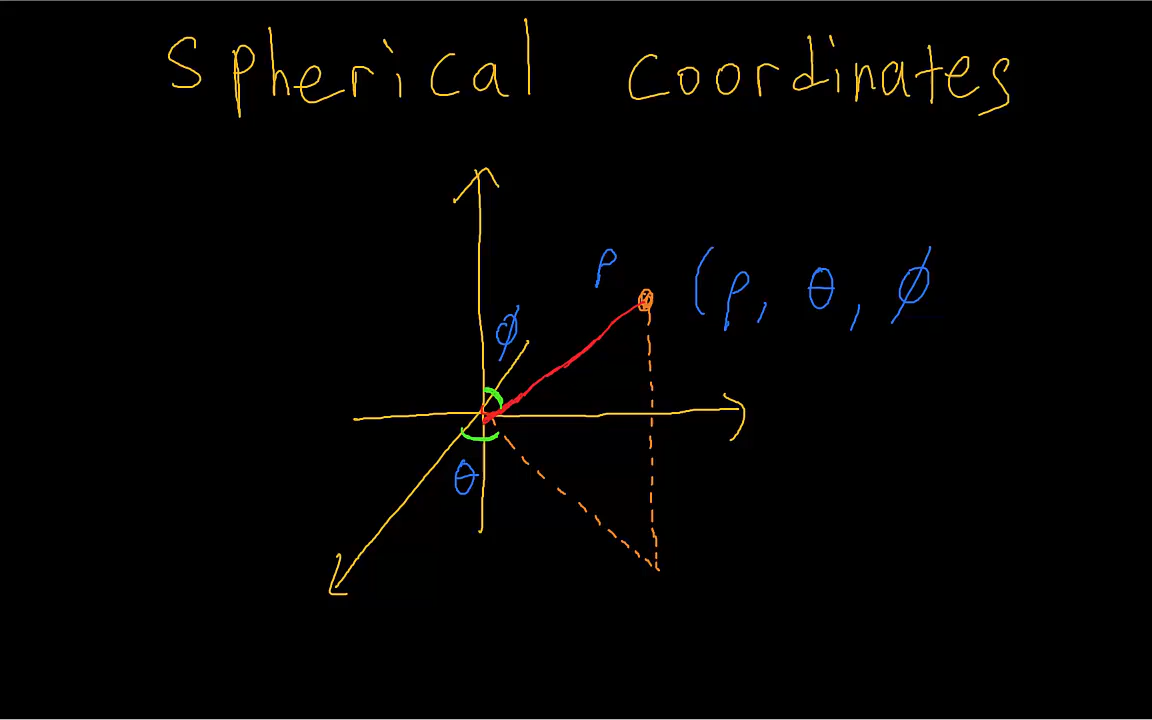 Spherical coordinates
ρ (ρ, θ, ϕ
ϕ
θ